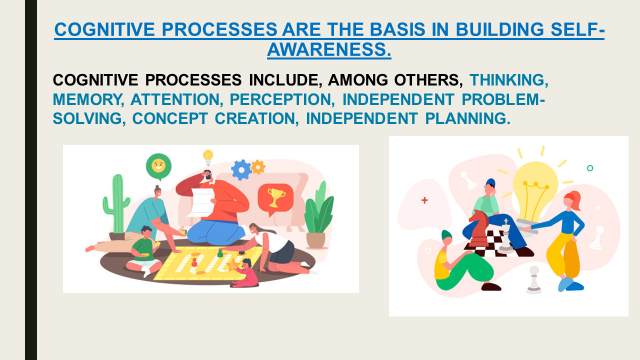 COGNITIVE PROCESSES ARE THE BASIS IN BUILDING SELF-
AWARENESS.
COGNITIVE PROCESSES INCLUDE, AMONG OTHERS, THINKING,
MEMORY, ATTENTION, PERCEPTION, INDEPENDENT PROBLEM-
SOLVING, CONCEPT CREATION, INDEPENDENT PLANNING.